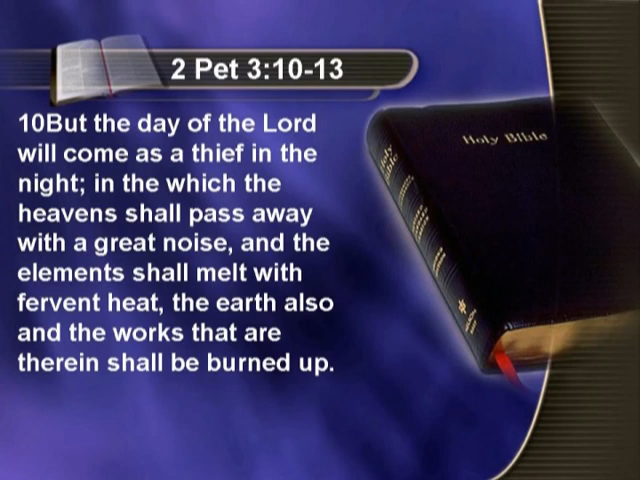 2 Pet 3:10-13
10But the day of the Lord
will come as a thief in the
night; in the which the
heavens shall pass away
with a great noise, and the
elements shall melt with
fervent heat, the earth also
and the works that are
therein shall be burned up.
Holy Bible
Holy Bible